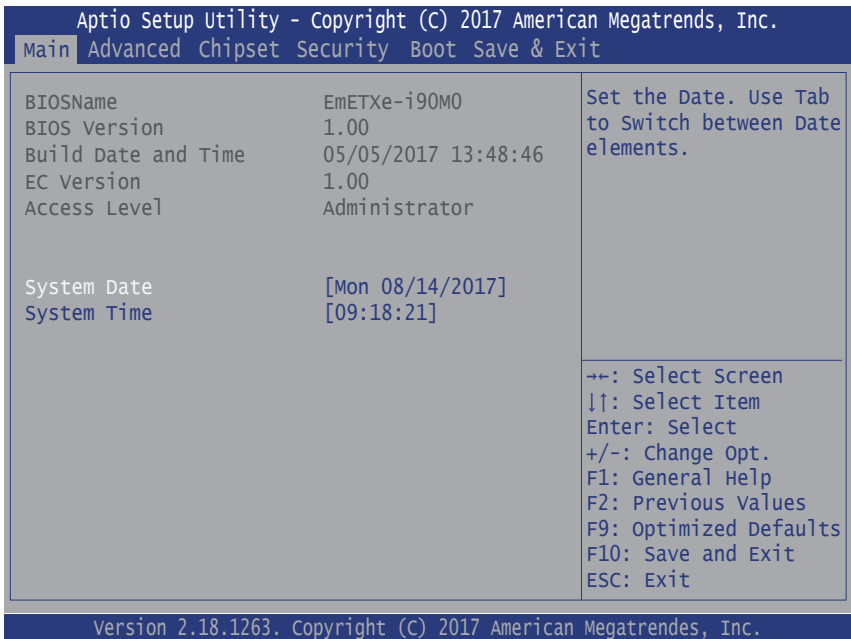 Aptio Setup Utility - Copyright (C) 2017 American Megatrends, Inc.
Main Advanced Chipset Security Boot Save & Exit
BIOSName EmETXe-i90M0
BIOS Version 1.00
Build Date and Time 05/05/2017 13:48:46
EC Version 1.00
Access Level Administrator
System Date [Mon 08/14/2017]
System Time [09:18:21]
Set the Date. Use Tab
to Switch between Date
elements.
→←: Select Screen
↓↑: Select Item
Enter: Select
+/-: Change Opt.
F1: General Help
F2: Previous Values
F9: Optimized Defaults
F10: Save and Exit
ESC: Exit
Version 2.18.1263. Copyright (C) 2017 American Megatrendes, Inc.